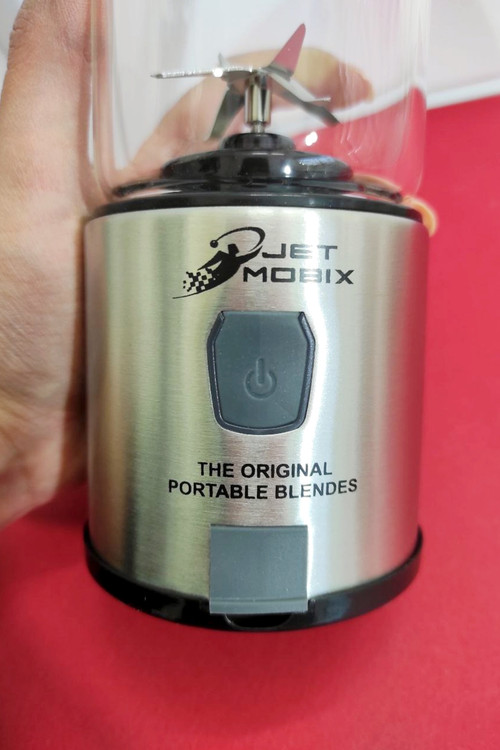 JET
MOBIX
THE ORIGINAL
PORTABLE BLENDES